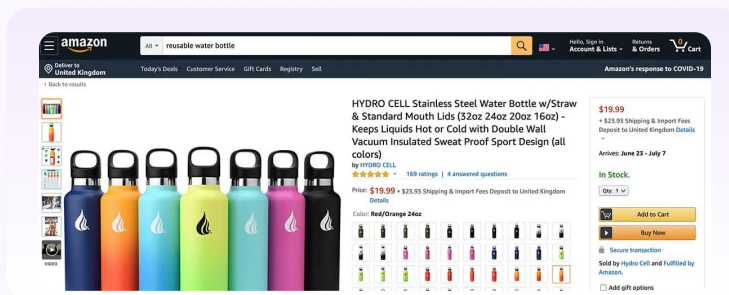 amazon
All
reusable water bottle
Hello, Sign in
Account & Lists
Returns
& Orders
0
Cart
Deliver to
United Kingdom
Today's Deals Customer Service Gift Cards Registry Sell
Amazon's response to COVID-19
‹ Back to results
VIDEO
HYDRO CELL Stainless Steel Water Bottle w/Straw
& Standard Mouth Lids (32oz 24oz 20oz 16oz) -
Keeps Liquids Hot or Cold with Double Wall
Vacuum Insulated Sweat Proof Sport Design (all
colors)
by HYDRO CELL
169 ratings | 4 answered questions
Price: $19.99 + $23.93 Shipping & Import Fees Deposit to United Kingdom
Details
Color: Red/Orange 24oz
$19.99
+ $23.93 Shipping & Import Fees
Deposit to United Kingdom Details
Arrives: June 23 - July 7
In Stock.
Qty: 1
Add to Cart
Buy Now
Secure transaction
Sold by Hydro Cell and Fulfilled by
Amazon.
Add gift options